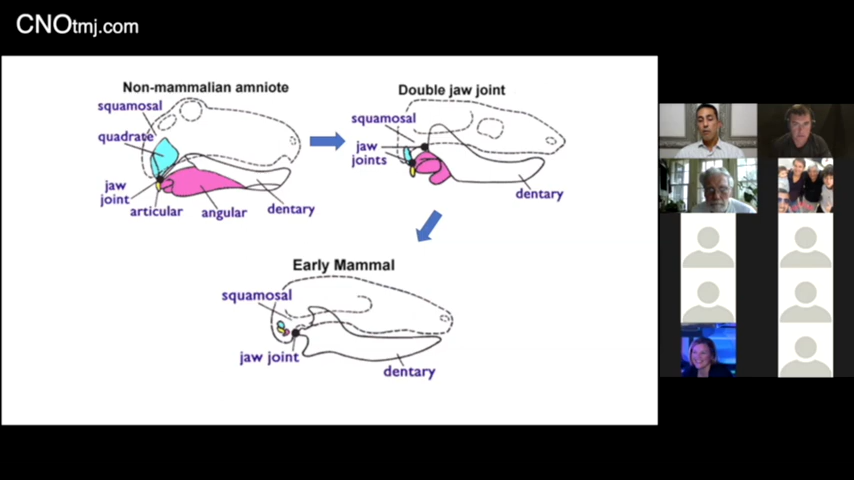 CNOtmj.com
Non-mammalian amniote
squamosal
quadrate
jaw
joint
articular
angular
dentary
Double jaw joint
squamosal
jaw
joints
dentary
Early Mammal
squamosal
jaw joint
dentary